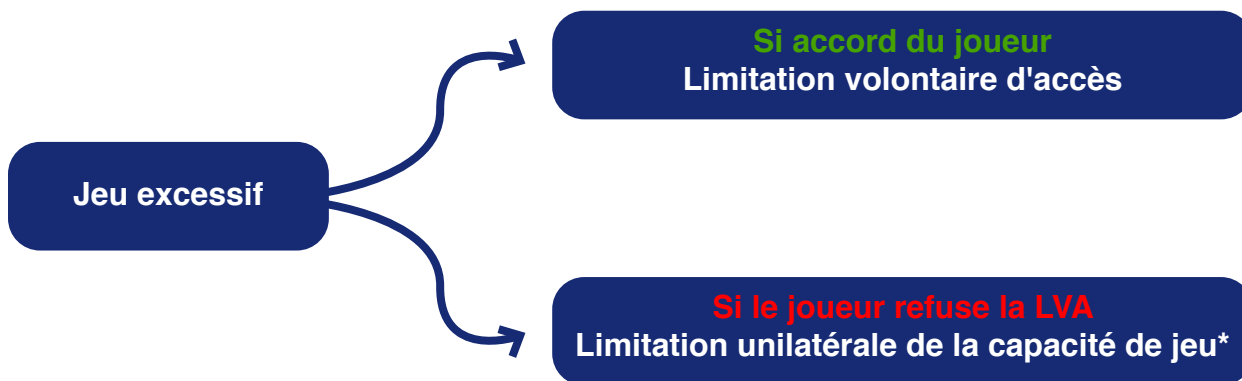 Si accord du joueur
Limitation volontaire d'accès
Jeu excessif
Si le joueur refuse la LVA
Limitation unilatérale de la capacité de jeu*